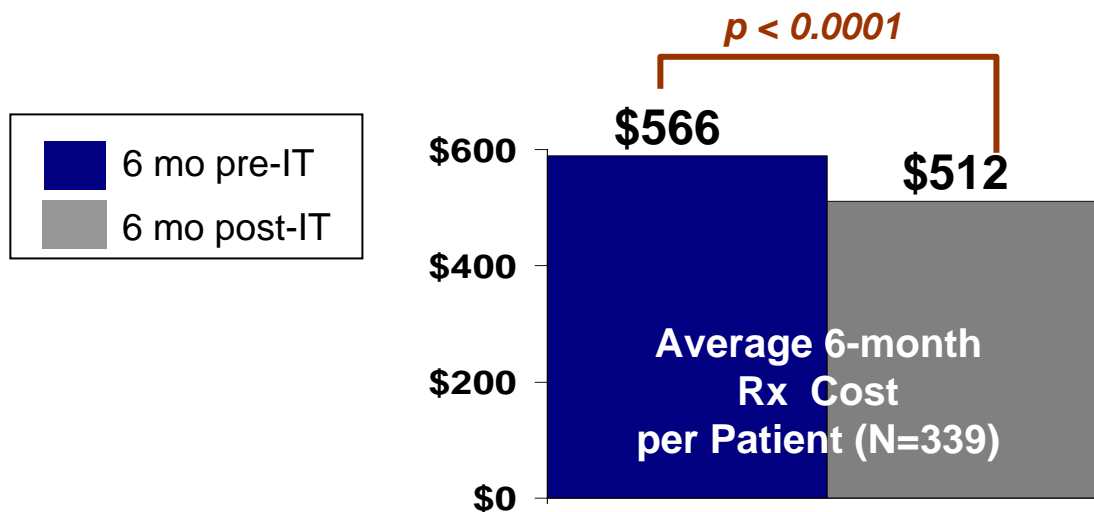 p < 0.0001
6 mo pre-IT
6 mo post-IT
$566
$512
$600
$400
$200
$0
Average 6-month
Rx Cost
per Patient (N=339)